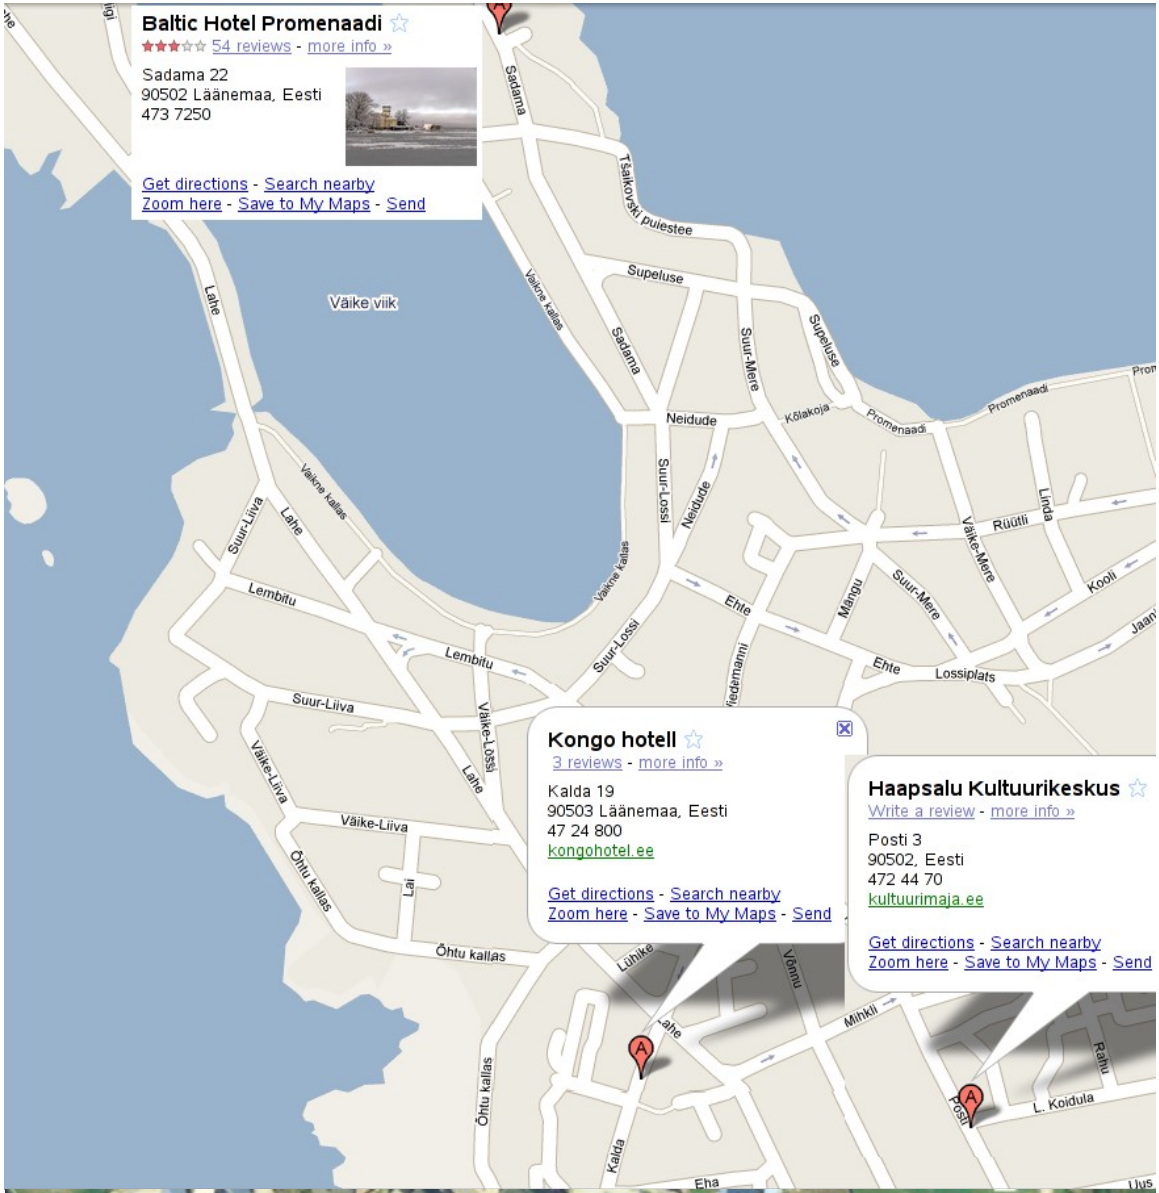 Baltic Hotel Promenaadi
54 reviews - more info »
Sadama 22
90502 Läänemaa, Eesti
473 7250
Get directions - Search nearby
Zoom here - Save to My Maps - Send
A
Sadama
Tšaikovski puiestee
Supeluse
Vaikne kallas
Lahe
Väike viik
Sadama
Suur-Mere
Supeluse
Neidude
Kõlakoja
Promenaadi
Promenaadi
Suur-Lossi
Neidude
Vaikne kallas
Suur-Liiva
Lahe
Linda
Rüütli
Väike-Mere
Vaikne kallas
Lembitu
Ehte
Mängu
Suur-Mere
Kooli
Suur-Lossi
Lembitu
Ehte
Lossiplats
Suur-Liiva
Väike-Lossi
Väike-Liiva
Lahe
Kongo hotell
3 reviews - more info »
Kalda 19
90503 Läänemaa, Eesti
47 24 800
kongohotel.ee
Get directions - Search nearby
Zoom here - Save to My Maps - Send
Haapsalu Kultuurikeskus
Write a review - more info »
Posti 3
90502, Eesti
472 44 70
kultuurimaja.ee
Get directions - Search nearby
Zoom here - Save to My Maps - Send
Väike-Liiva
Õhtu kallas
Lai
Õhtu kallas
Lühike
Võnnu
Lahe
Mihkli
Rahu
A
A
Õhtu kallas
Posti
L. Koidula
Kalda
Eha
Uus